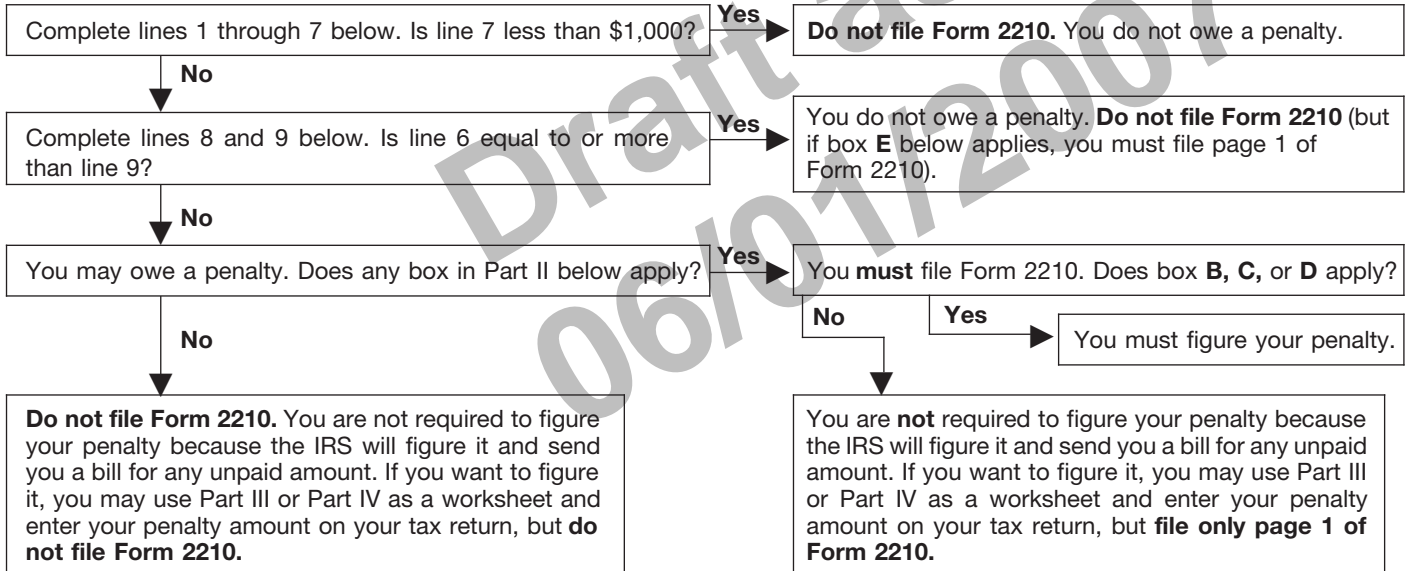 Complete lines 1 through 7 below. Is line 7 less than $1,000?
Yes
Do not file Form 2210. You do not owe a penalty.
No
Complete lines 8 and 9 below. Is line 6 equal to or more
than line 9?
Yes
You do not owe a penalty. Do not file Form 2210 (but
if box E below applies, you must file page 1 of
Form 2210).
No
You may owe a penalty. Does any box in Part II below apply?
Yes
You must file Form 2210. Does box B, C, or D apply?
No
Yes
You must figure your penalty.
No
Do not file Form 2210. You are not required to figure
your penalty because the IRS will figure it and send
you a bill for any unpaid amount. If you want to figure
it, you may use Part III or Part IV as a worksheet and
enter your penalty amount on your tax return, but do
not file Form 2210.
You are not required to figure your penalty because
the IRS will figure it and send you a bill for any unpaid
amount. If you want to figure it, you may use Part III
or Part IV as a worksheet and enter your penalty
amount on your tax return, but file only page 1 of
Form 2210.
Draft
06/01/2007